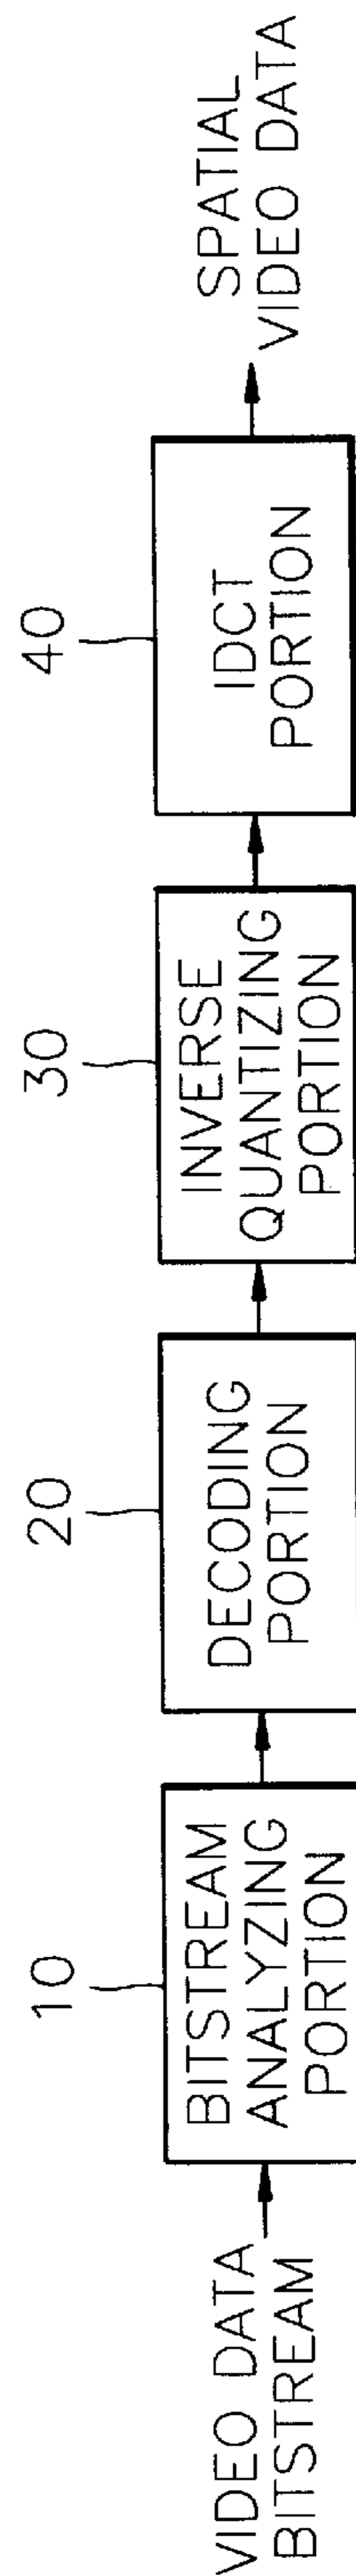 VIDEO DATA
BITSTREAM
10
BITSTREAM
ANALYZING
PORTION
20
DECODING
PORTION
30
INVERSE
QUANTIZING
PORTION
40
IDCT
PORTION
SPATIAL
VIDEO DATA